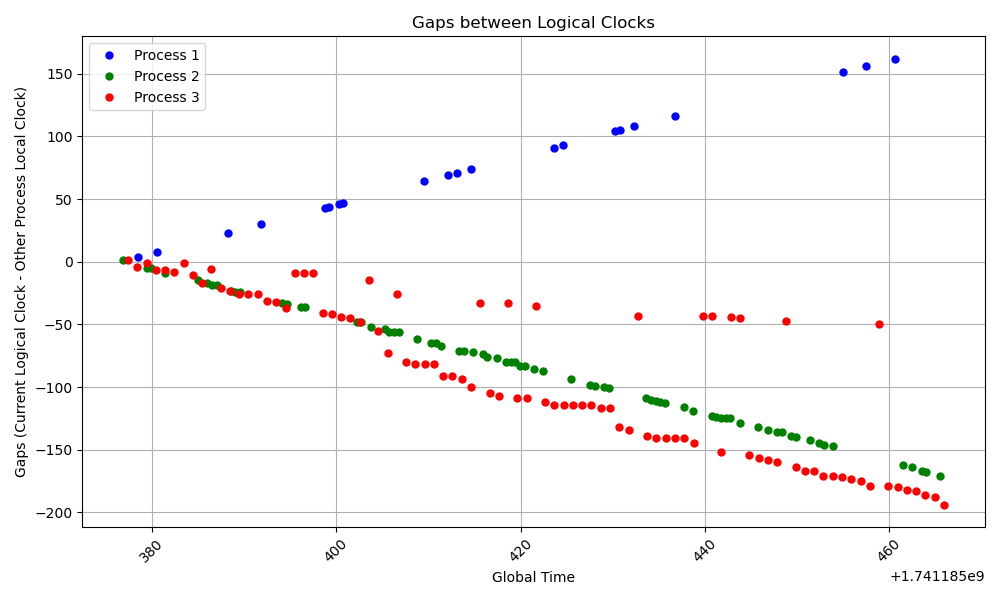 Gaps between Logical Clocks
Process 1
Process 2
Process 3
Gaps (Current Logical Clock - Other Process Local Clock)
150
100
50
0
−50
−100
−150
−200
380
400
420
440
460
Global Time
+1.741185e9